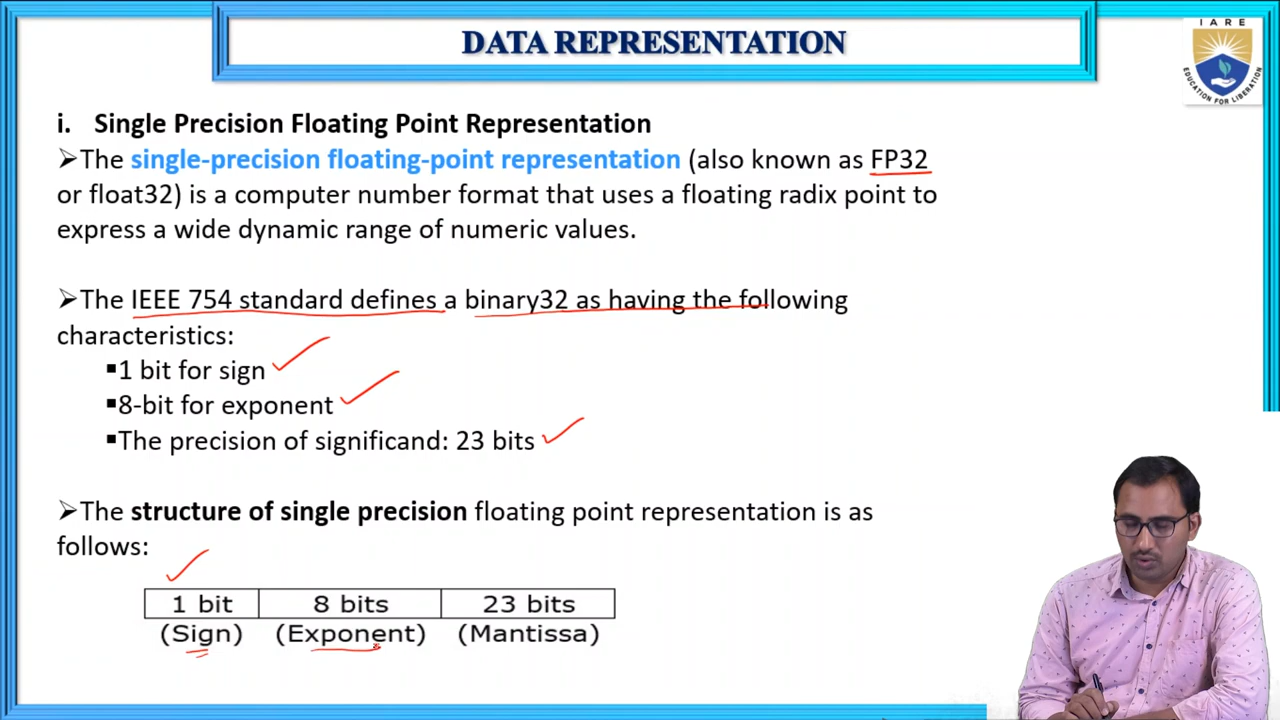 DATA REPRESENTATION
IARE
EDUCATION FOR LIBERATION
i. Single Precision Floating Point Representation
➢The single-precision floating-point representation (also known as FP32
or float32) is a computer number format that uses a floating radix point to
express a wide dynamic range of numeric values.
➢The IEEE 754 standard defines a binary32 as having the following
characteristics:
▪1 bit for sign
▪8-bit for exponent
▪The precision of significand: 23 bits
➢The structure of single precision floating point representation is as
follows:
1 bit 8 bits 23 bits
(Sign) (Exponent) (Mantissa)